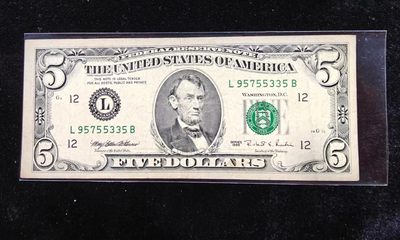 FEDERAL RESERVE NOTE
THE UNITED STATES OF AMERICA
5 5
THIS NOTE IS LEGAL TENDER
FOR ALL DEBTS, PUBLIC AND PRIVATE
L 95755335 B
WASHINGTON, D.C.
12 12
L
L 95755335 B
12 12
SERIES
5 5
FIVE DOLLARS